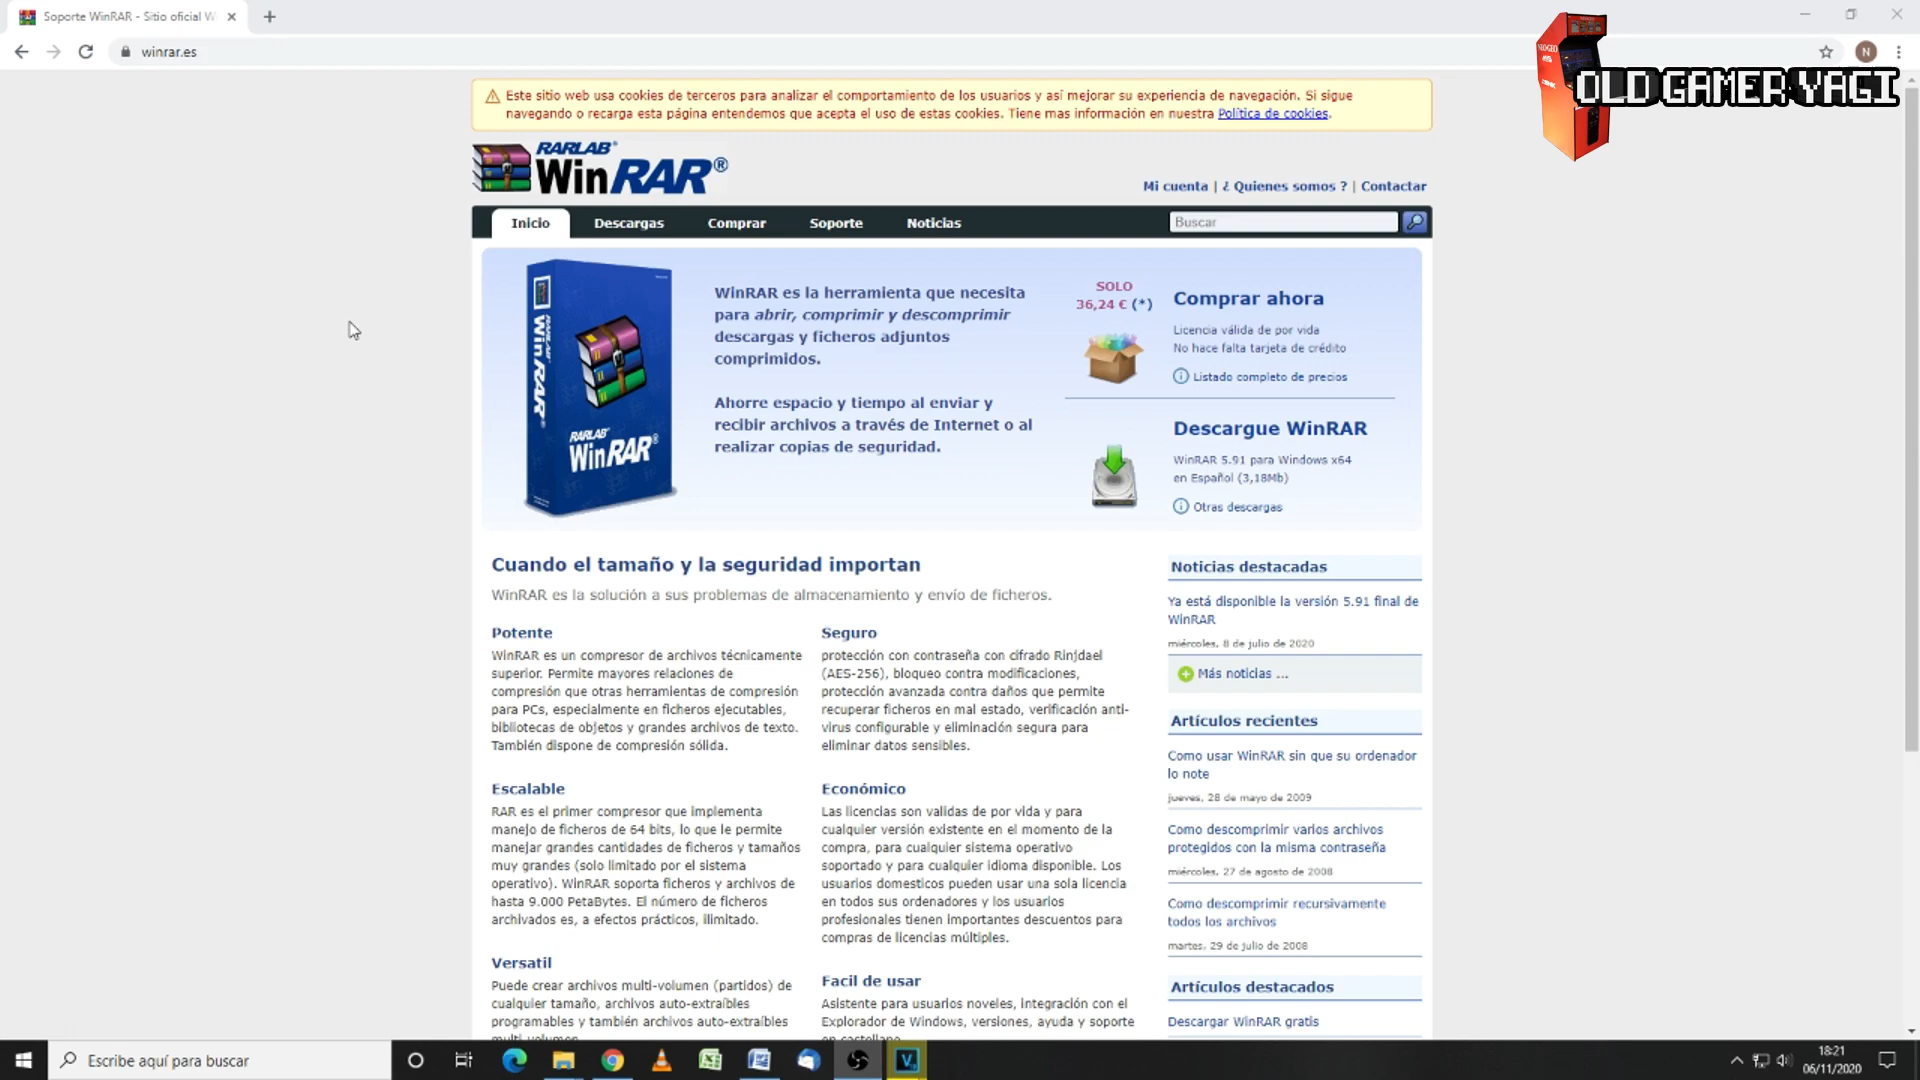 Soporte WinRAR - Sitio oficial Wi
winrar.es
N
NEOGEO
OLD GAMER YAGI
Este sitio web usa cookies de terceros para analizar el comportamiento de los usuarios y así mejorar su experiencia de navegación. Si sigue
navegando o recarga esta página entendemos que acepta el uso de estas cookies. Tiene mas información en nuestra Política de cookies.
RARLAB®
WinRAR®
Mi cuenta | ¿ Quienes somos ? | Contactar
Inicio Descargas Comprar Soporte Noticias Buscar
WinRAR
RARLAB®
WinRAR®
WinRAR es la herramienta que necesita
para abrir, comprimir y descomprimir
descargas y ficheros adjuntos
comprimidos.
Ahorre espacio y tiempo al enviar y
recibir archivos a través de Internet o al
realizar copias de seguridad.
SOLO
36,24 € (*)
Comprar ahora
Licencia válida de por vida
No hace falta tarjeta de crédito
Listado completo de precios
Descargue WinRAR
WinRAR 5.91 para Windows x64
en Español (3,18Mb)
Otras descargas
Cuando el tamaño y la seguridad importan
WinRAR es la solución a sus problemas de almacenamiento y envio de ficheros.
Potente
WinRAR es un compresor de archivos técnicamente
superior. Permite mayores relaciones de
compresión que otras herramientas de compresión
para PCs, especialmente en ficheros ejecutables,
bibliotecas de objetos y grandes archivos de texto.
También dispone de compresión sólida.
Seguro
protección con contraseña con cifrado Rinjdael
(AES-256), bloqueo contra modificaciones,
protección avanzada contra daños que permite
recuperar ficheros en mal estado, verificación anti-
virus configurable y eliminación segura para
eliminar datos sensibles.
Escalable
RAR es el primer compresor que implementa
manejo de ficheros de 64 bits, lo que le permite
manejar grandes cantidades de ficheros y tamaños
muy grandes (solo limitado por el sistema
operativo). WinRAR soporta ficheros y archivos de
hasta 9.000 PetaBytes. El número de ficheros
archivados es, a efectos prácticos, ilimitado.
Económico
Las licencias son validas de por vida y para
cualquier versión existente en el momento de la
compra, para cualquier sistema operativo
soportado y para cualquier idioma disponible. Los
usuarios domesticos pueden usar una sola licencia
en todos sus ordenadores y los usuarios
profesionales tienen importantes descuentos para
compras de licencias múltiples.
Versatil
Puede crear archivos multi-volumen (partidos) de
cualquier tamaño, archivos auto-extraíbles
programables y también archivos auto-extraíbles
multi-volumen.
Facil de usar
Asistente para usuarios noveles, integración con el
Explorador de Windows, versiones, ayuda y soporte
en castellano.
Noticias destacadas
Ya está disponible la versión 5.91 final de
WinRAR
miércoles, 8 de julio de 2020
Más noticias ...
Artículos recientes
Como usar WinRAR sin que su ordenador
lo note
jueves, 28 de mayo de 2009
Como descomprimir varios archivos
protegidos con la misma contraseña
miércoles, 27 de agosto de 2008
Como descomprimir recursivamente
todos los archivos
martes, 29 de julio de 2008
Artículos destacados
Descargar WinRAR gratis
Escribe aquí para buscar
18:21
06/11/2020